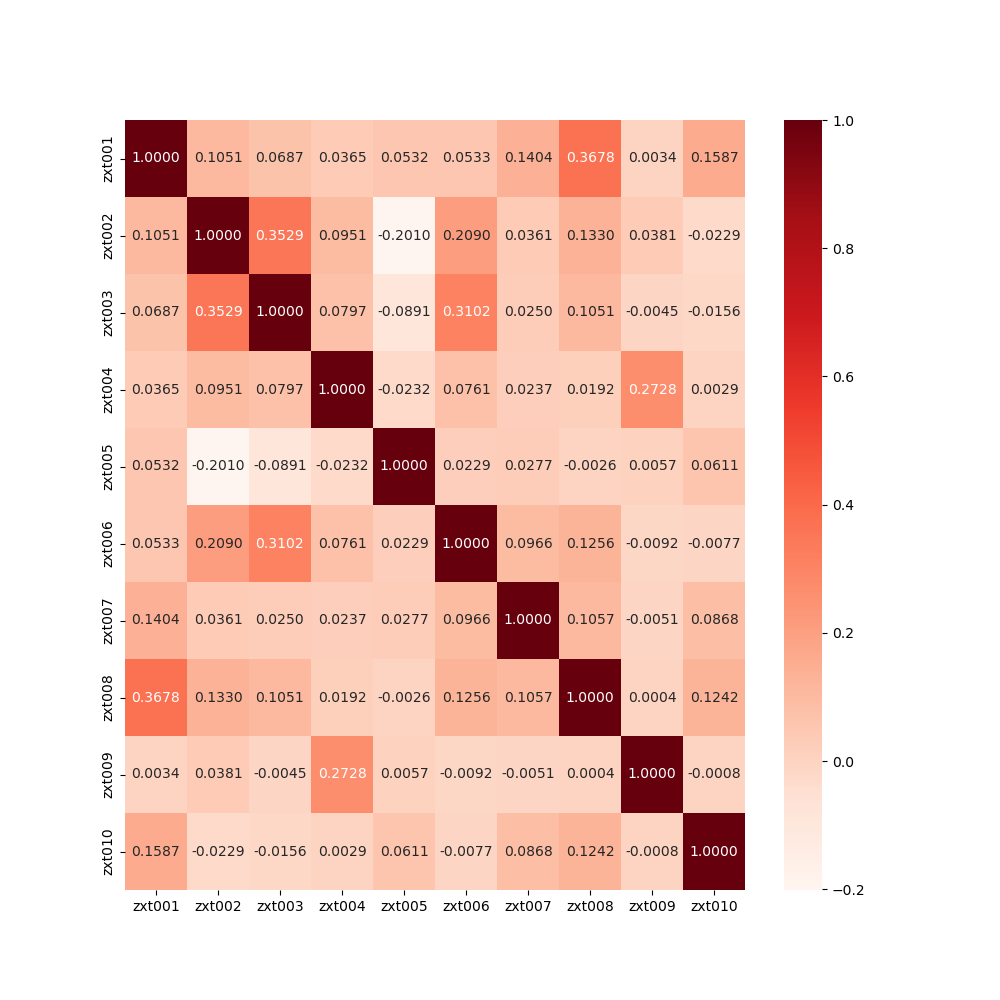 zxt001 1.0000 0.1051 0.0687 0.0365 0.0532 0.0533 0.1404 0.3678 0.0034 0.1587
zxt002 0.1051 1.0000 0.3529 0.0951 -0.2010 0.2090 0.0361 0.1330 0.0381 -0.0229
zxt003 0.0687 0.3529 1.0000 0.0797 -0.0891 0.3102 0.0250 0.1051 -0.0045 -0.0156
zxt004 0.0365 0.0951 0.0797 1.0000 -0.0232 0.0761 0.0237 0.0192 0.2728 0.0029
zxt005 0.0532 -0.2010 -0.0891 -0.0232 1.0000 0.0229 0.0277 -0.0026 0.0057 0.0611
zxt006 0.0533 0.2090 0.3102 0.0761 0.0229 1.0000 0.0966 0.1256 -0.0092 -0.0077
zxt007 0.1404 0.0361 0.0250 0.0237 0.0277 0.0966 1.0000 0.1057 -0.0051 0.0868
zxt008 0.3678 0.1330 0.1051 0.0192 -0.0026 0.1256 0.1057 1.0000 0.0004 0.1242
zxt009 0.0034 0.0381 -0.0045 0.2728 0.0057 -0.0092 -0.0051 0.0004 1.0000 -0.0008
zxt010 0.1587 -0.0229 -0.0156 0.0029 0.0611 -0.0077 0.0868 0.1242 -0.0008 1.0000
zxt001 zxt002 zxt003 zxt004 zxt005 zxt006 zxt007 zxt008 zxt009 zxt010
1.0
0.8
0.6
0.4
0.2
0.0
−0.2